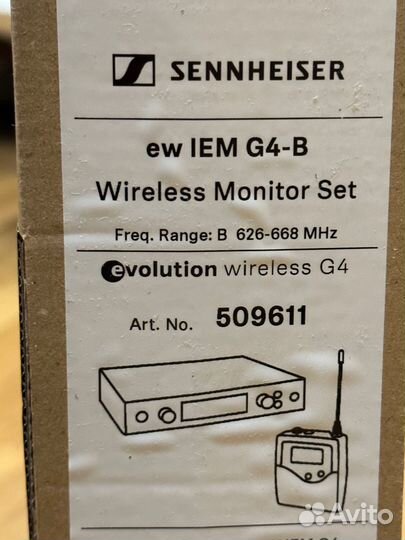 SENNHEISER
ew IEM G4-B
Wireless Monitor Set
Freq. Range: B 626-668 MHz
evolution wireless G4
Art. No. 509611
Avito